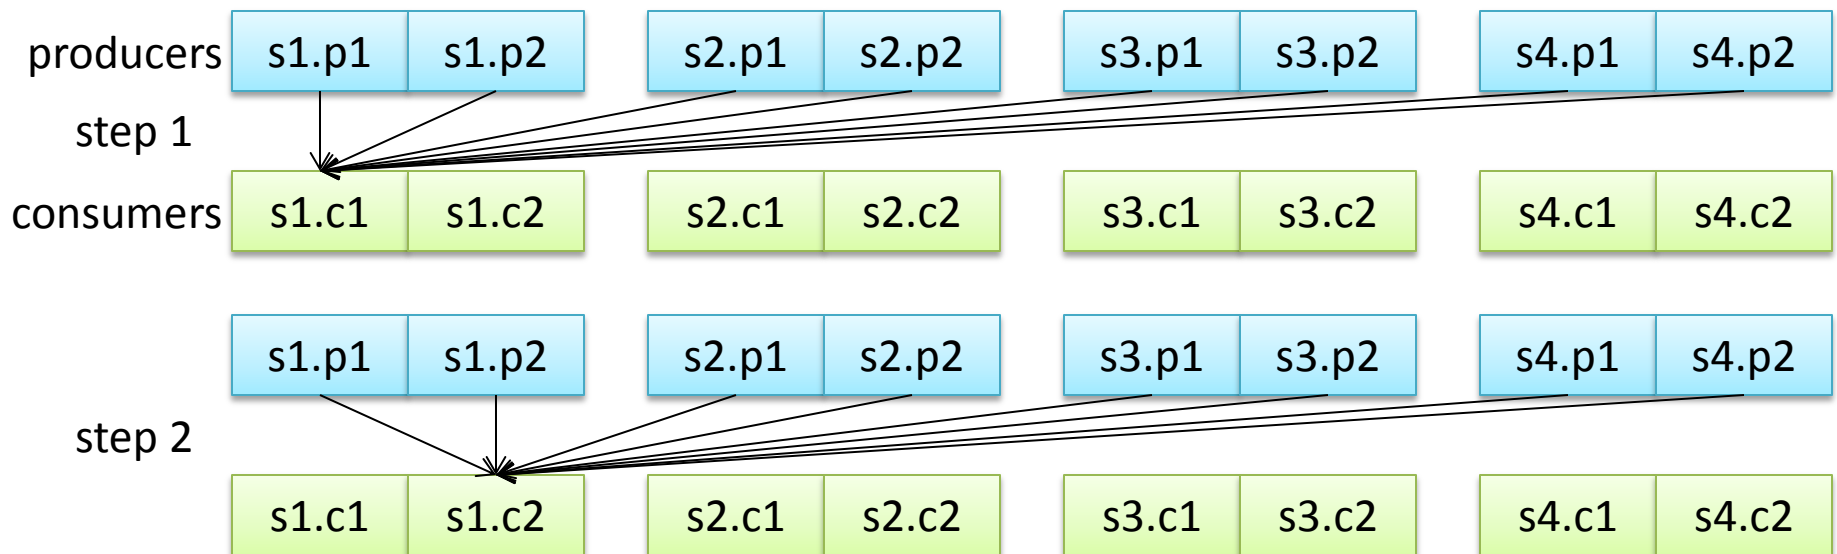 producers s1.p1 s1.p2 s2.p1 s2.p2 s3.p1 s3.p2 s4.p1 s4.p2
step 1
consumers s1.c1 s1.c2 s2.c1 s2.c2 s3.c1 s3.c2 s4.c1 s4.c2
s1.p1 s1.p2 s2.p1 s2.p2 s3.p1 s3.p2 s4.p1 s4.p2
step 2
s1.c1 s1.c2 s2.c1 s2.c2 s3.c1 s3.c2 s4.c1 s4.c2